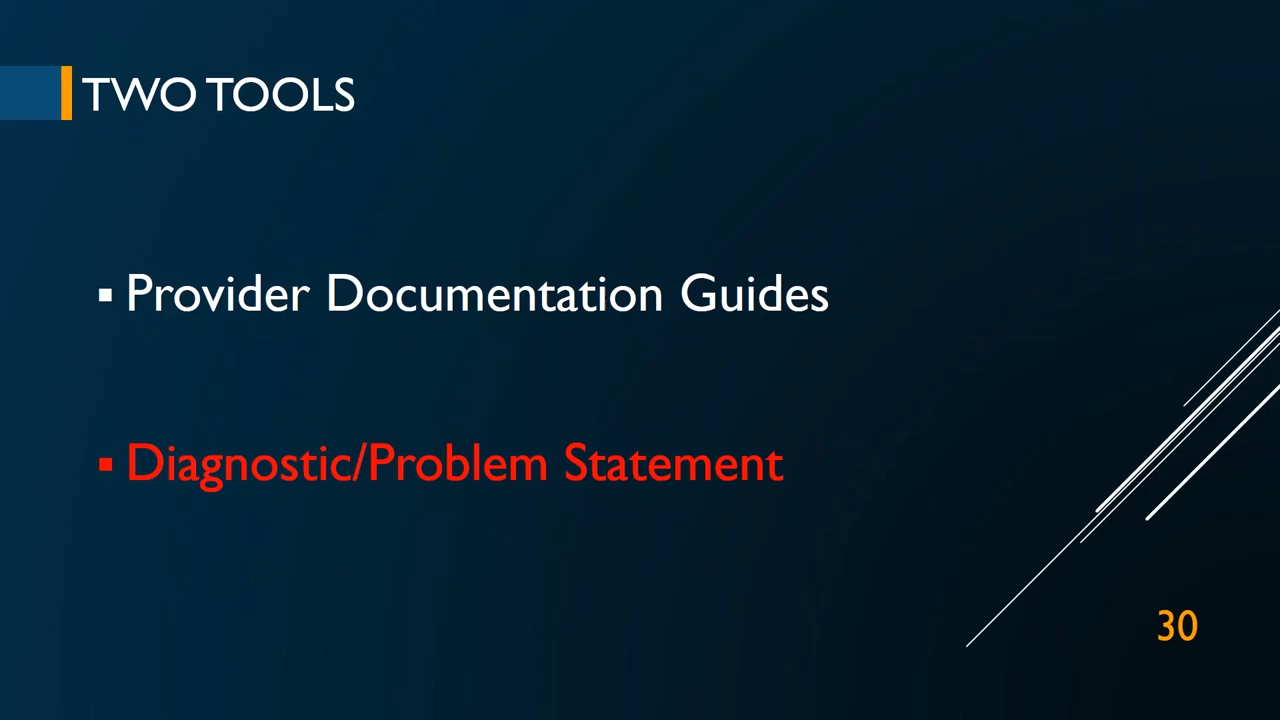 TWO TOOLS
▪ Provider Documentation Guides
▪ Diagnostic/Problem Statement
30